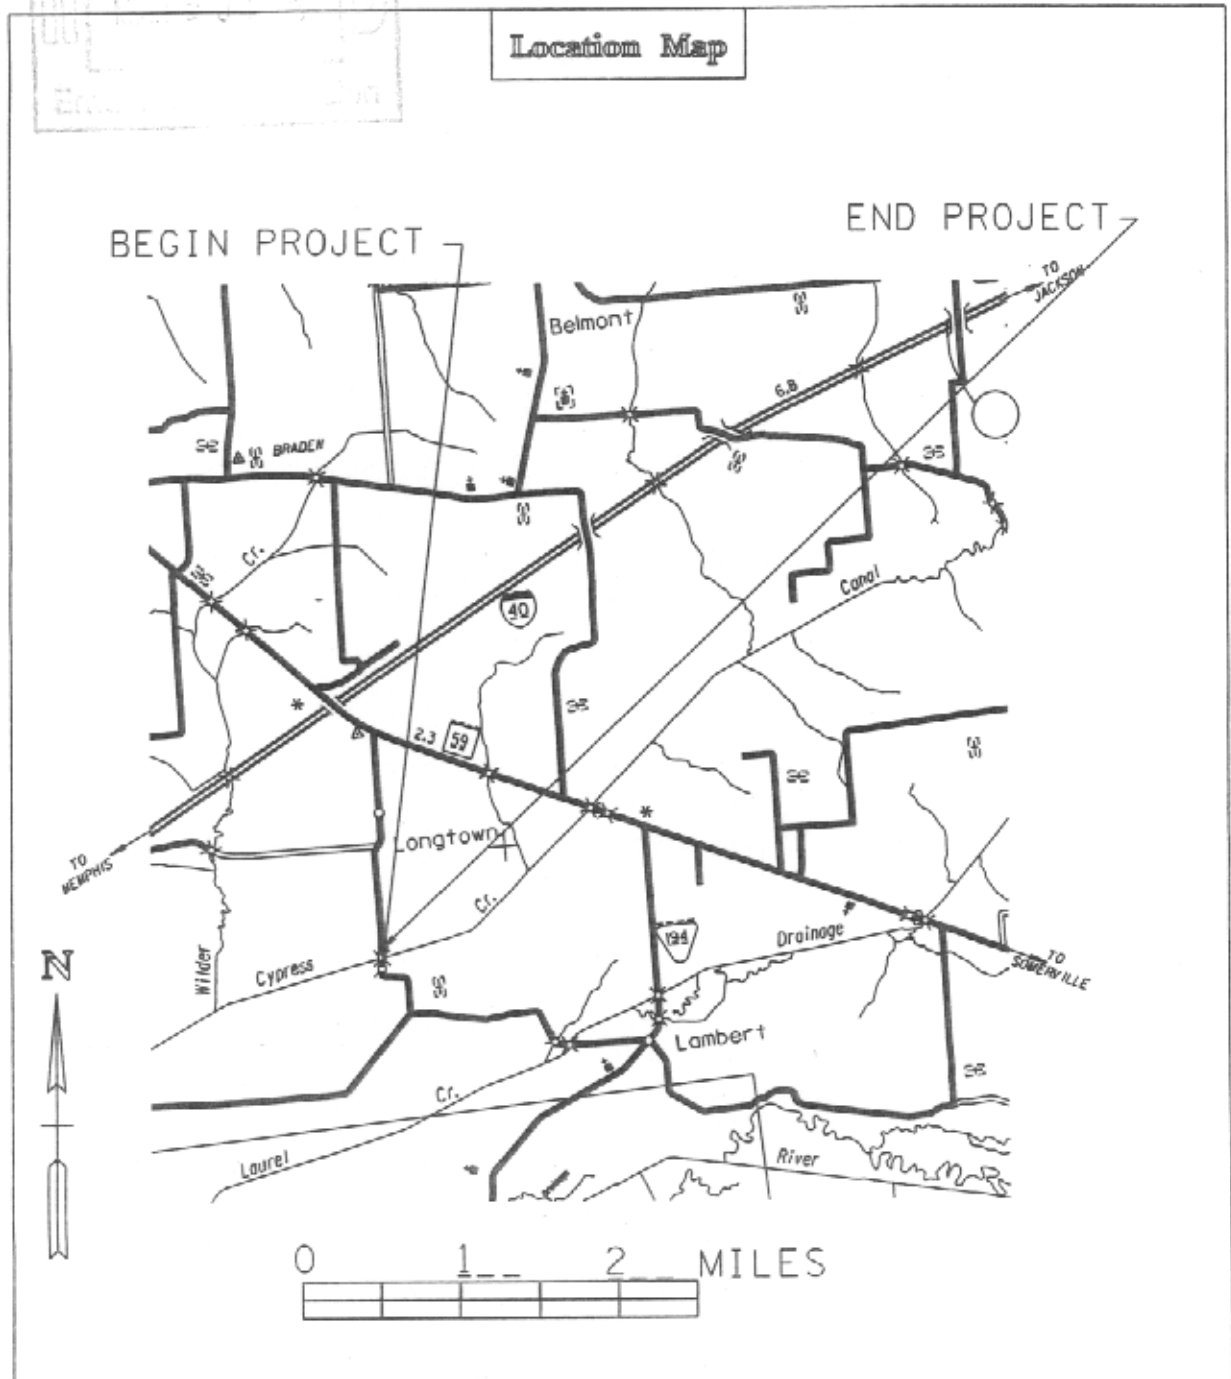 Location Map
END PROJECT
BEGIN PROJECT
TO
JACKSON
Belmont
6.8
BRADEN
Cr.
Canal
40
2.3
59
Longtown
TO
MEMPHIS
Cr.
194
Drainage
TO
SOMERVILLE
N
Wilder
Cypress
Lambert
Cr.
Laurel
River
0 1 2 MILES